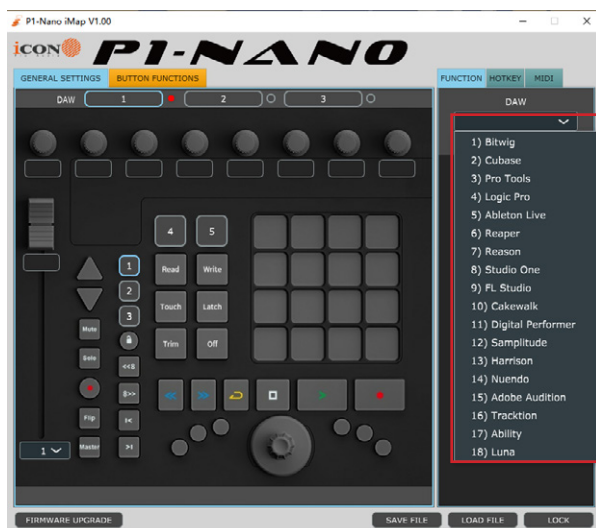 P1-Nano iMap V1.00
iCON
P1-NANO
GENERAL SETTINGS
BUTTON FUNCTIONS
FUNCTION
HOTKEY
MIDI
DAW
1
2
3
DAW
1) Bitwig
2) Cubase
3) Pro Tools
4) Logic Pro
5) Ableton Live
6) Reaper
7) Reason
8) Studio One
9) FL Studio
10) Cakewalk
11) Digital Performer
12) Samplitude
13) Harrison
14) Nuendo
15) Adobe Audition
16) Tracktion
17) Ability
18) Luna
4
5
1
Read
Write
2
3
Touch
Latch
Mute
Trim
Off
Solo
<<8
8>>
Flip
I<
1
Master
>I
FIRMWARE UPGRADE
SAVE FILE
LOAD FILE
LOCK